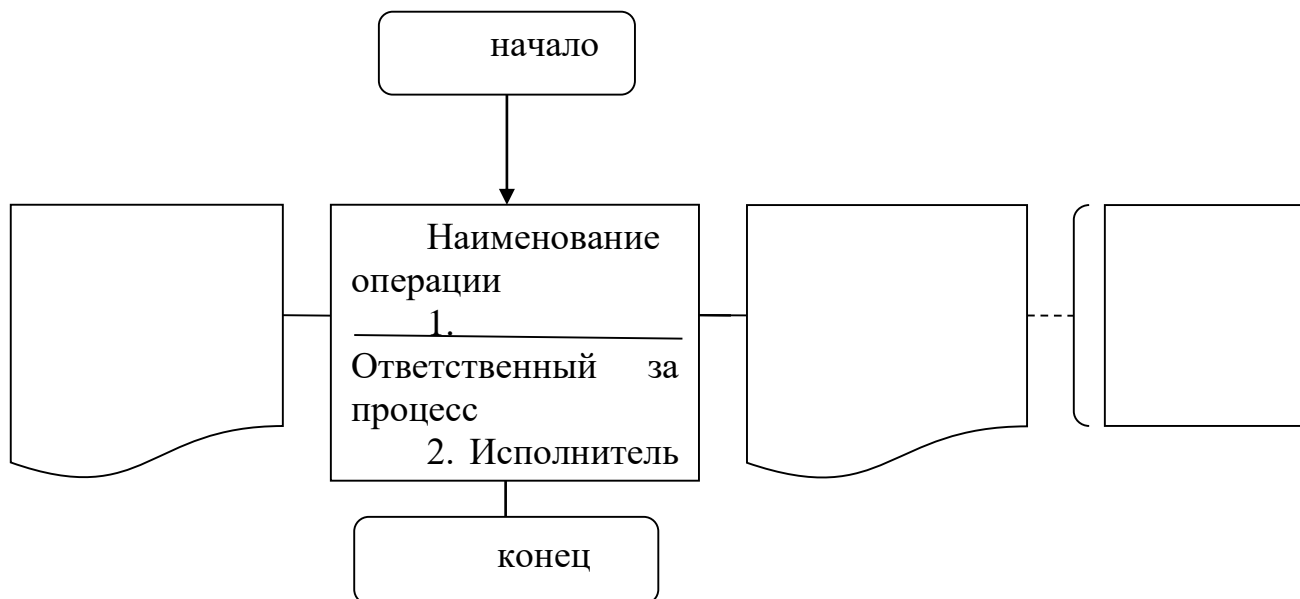 начало
Наименование
операции
1.
Ответственный за
процесс
2. Исполнитель
конец